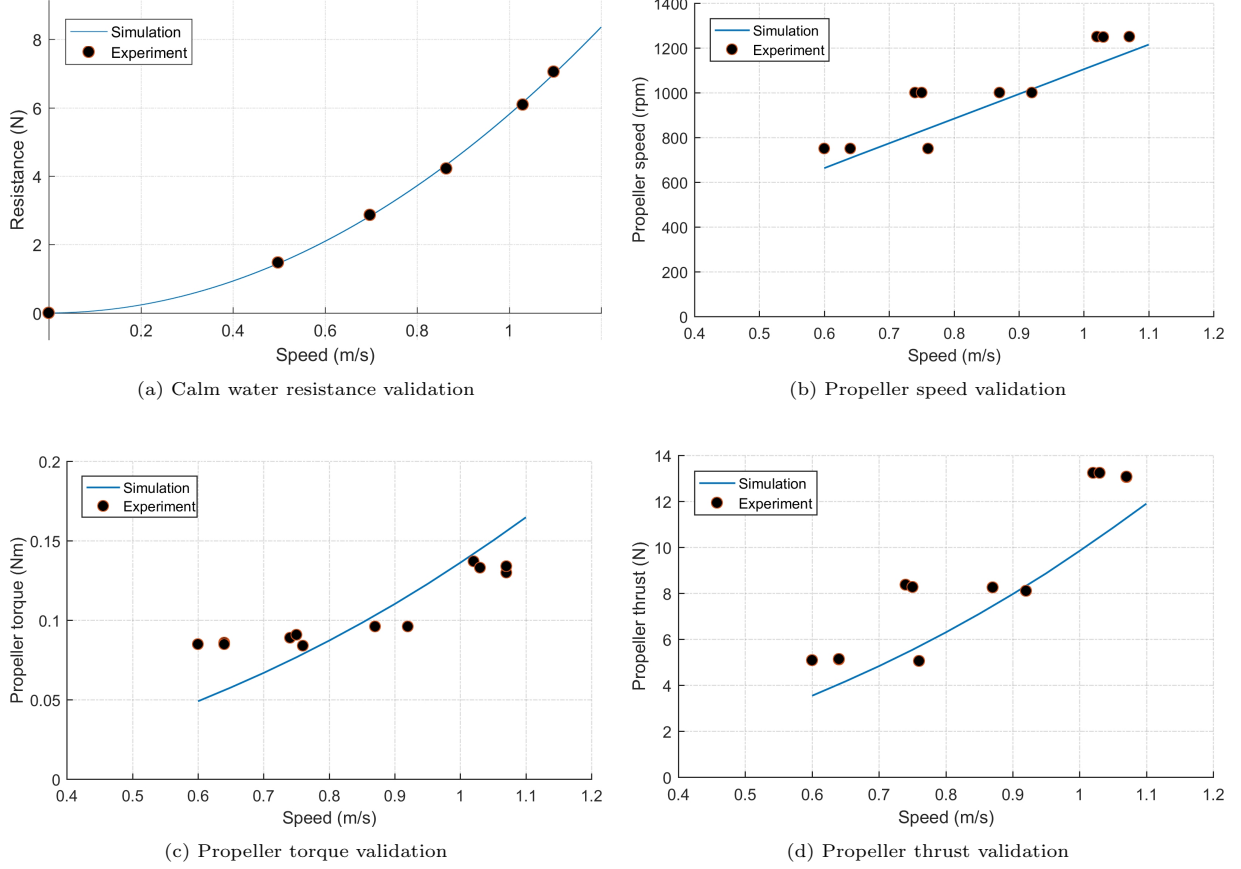 Resistance (N)
8
6
4
2
0
Simulation
Experiment
0.2 0.4 0.6 0.8 1
Speed (m/s)
(a) Calm water resistance validation
Propeller speed (rpm)
1400
1200
1000
800
600
400
200
0
Simulation
Experiment
0.4 0.5 0.6 0.7 0.8 0.9 1 1.1 1.2
Speed (m/s)
(b) Propeller speed validation
Propeller torque (Nm)
0.2
0.15
0.1
0.05
0
Simulation
Experiment
0.4 0.5 0.6 0.7 0.8 0.9 1 1.1 1.2
Speed (m/s)
(c) Propeller torque validation
Propeller thrust (N)
14
12
10
8
6
4
2
0
Simulation
Experiment
0.4 0.5 0.6 0.7 0.8 0.9 1 1.1 1.2
Speed (m/s)
(d) Propeller thrust validation